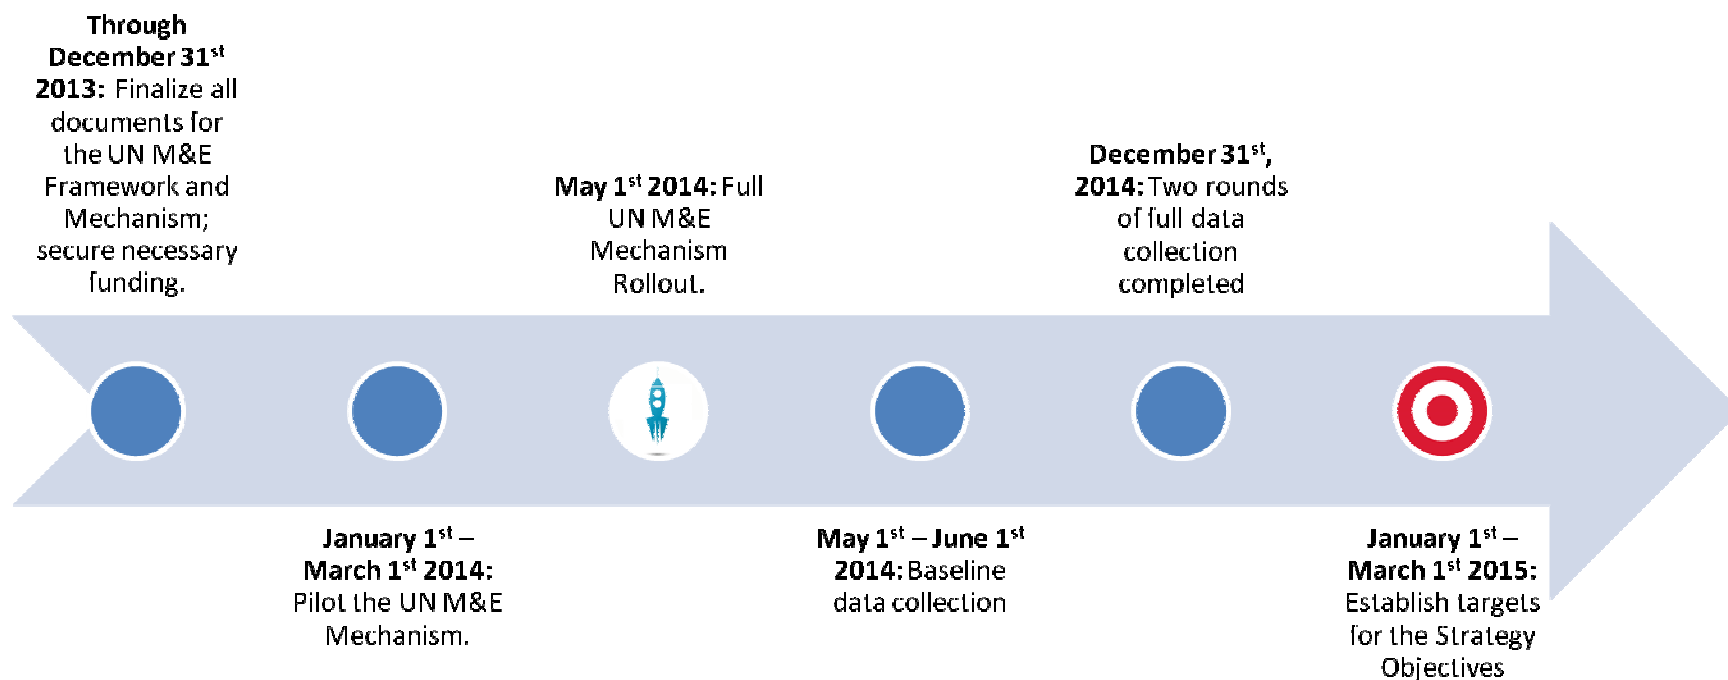 Through
December 31st
2013: Finalize all
documents for
the UN M&E
Framework and
Mechanism;
secure necessary
funding.
January 1st –
March 1st 2014:
Pilot the UN M&E
Mechanism.
May 1st 2014: Full
UN M&E
Mechanism
Rollout.
May 1st – June 1st
2014: Baseline
data collection
December 31st,
2014: Two rounds
of full data
collection
completed
January 1st –
March 1st 2015:
Establish targets
for the Strategy
Objectives